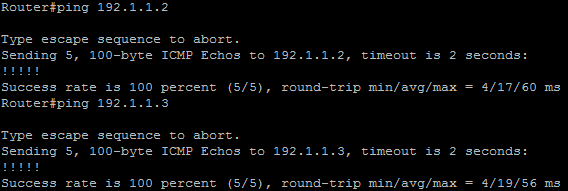 Router#ping 192.1.1.2

Type escape sequence to abort.
Sending 5, 100-byte ICMP Echos to 192.1.1.2, timeout is 2 seconds:
!!!!!
Success rate is 100 percent (5/5), round-trip min/avg/max = 4/17/60 ms
Router#ping 192.1.1.3

Type escape sequence to abort.
Sending 5, 100-byte ICMP Echos to 192.1.1.3, timeout is 2 seconds:
!!!!!
Success rate is 100 percent (5/5), round-trip min/avg/max = 4/19/56 ms